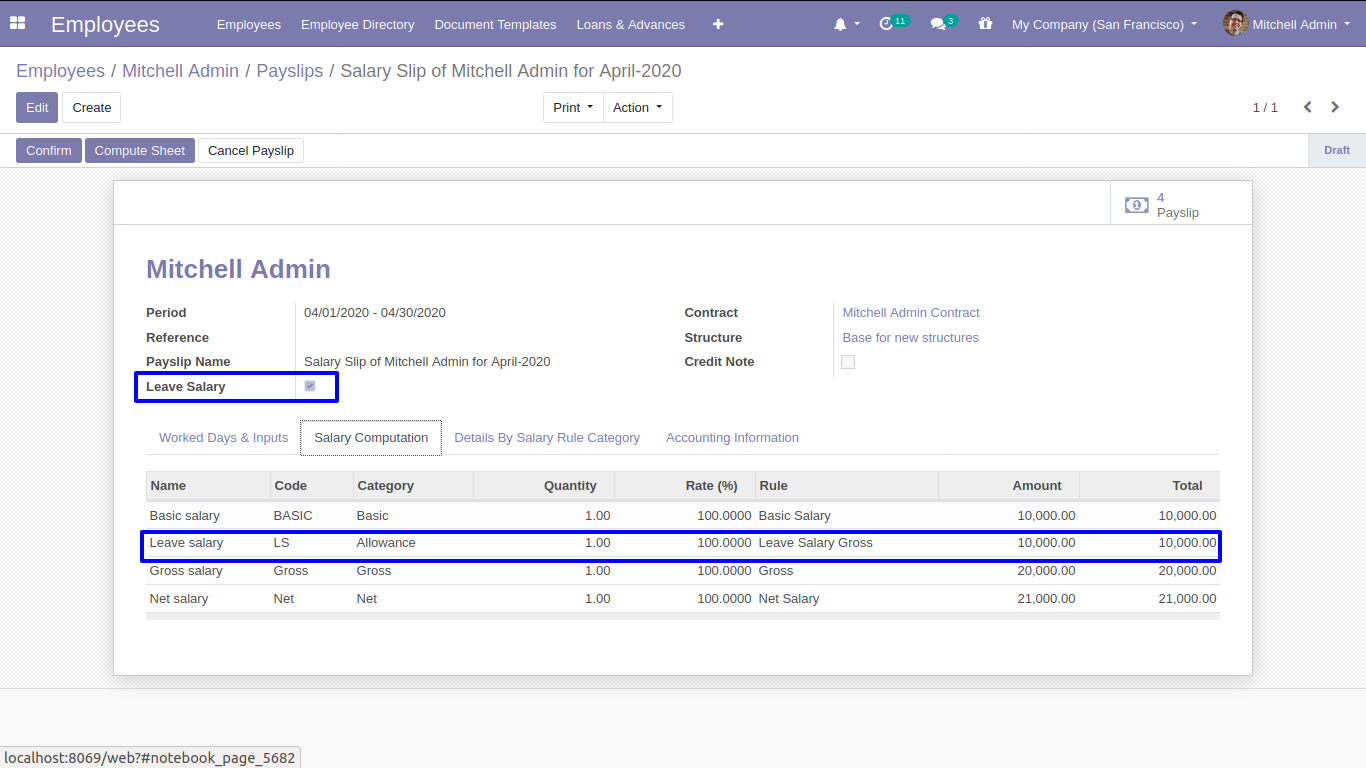 Employees Employees Employee Directory Document Templates Loans & Advances 11 3 My Company (San Francisco) Mitchell Admin
Employees / Mitchell Admin / Payslips / Salary Slip of Mitchell Admin for April-2020
Edit Create Print Action 1 / 1
Confirm Compute Sheet Cancel Payslip Draft
1 4
Payslip
Mitchell Admin
Period 04/01/2020 - 04/30/2020 Contract Mitchell Admin Contract
Reference Structure Base for new structures
Payslip Name Salary Slip of Mitchell Admin for April-2020 Credit Note
Leave Salary
Worked Days & Inputs Salary Computation Details By Salary Rule Category Accounting Information
Name Code Category Quantity Rate (%) Rule Amount Total
Basic salary BASIC Basic 1.00 100.0000 Basic Salary 10,000.00 10,000.00
Leave salary LS Allowance 1.00 100.0000 Leave Salary Gross 10,000.00 10,000.00
Gross salary Gross Gross 1.00 100.0000 Gross 20,000.00 20,000.00
Net salary Net Net 1.00 100.0000 Net Salary 21,000.00 21,000.00
localhost:8069/web?#notebook_page_5682